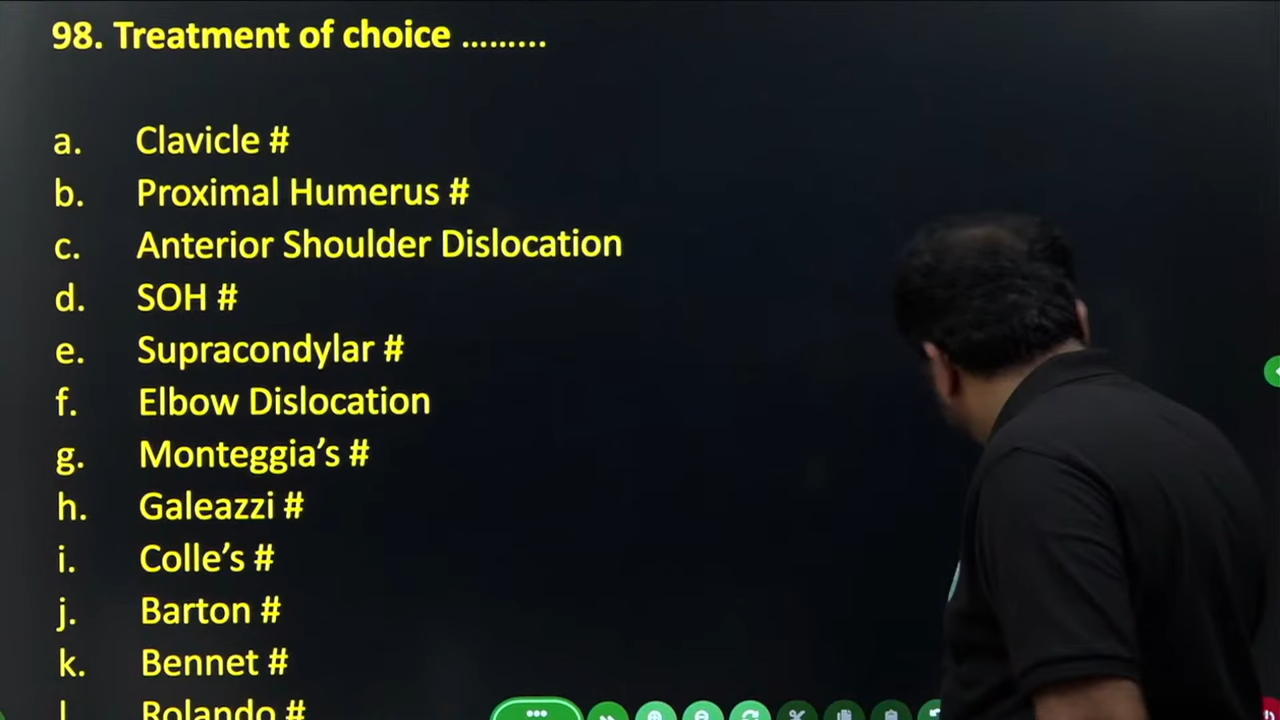 98. Treatment of choice .........
a. Clavicle #
b. Proximal Humerus #
c. Anterior Shoulder Dislocation
d. SOH #
e. Supracondylar #
f. Elbow Dislocation
g. Monteggia's #
h. Galeazzi #
i. Colle's #
j. Barton #
k. Bennet #
l. Rolando #